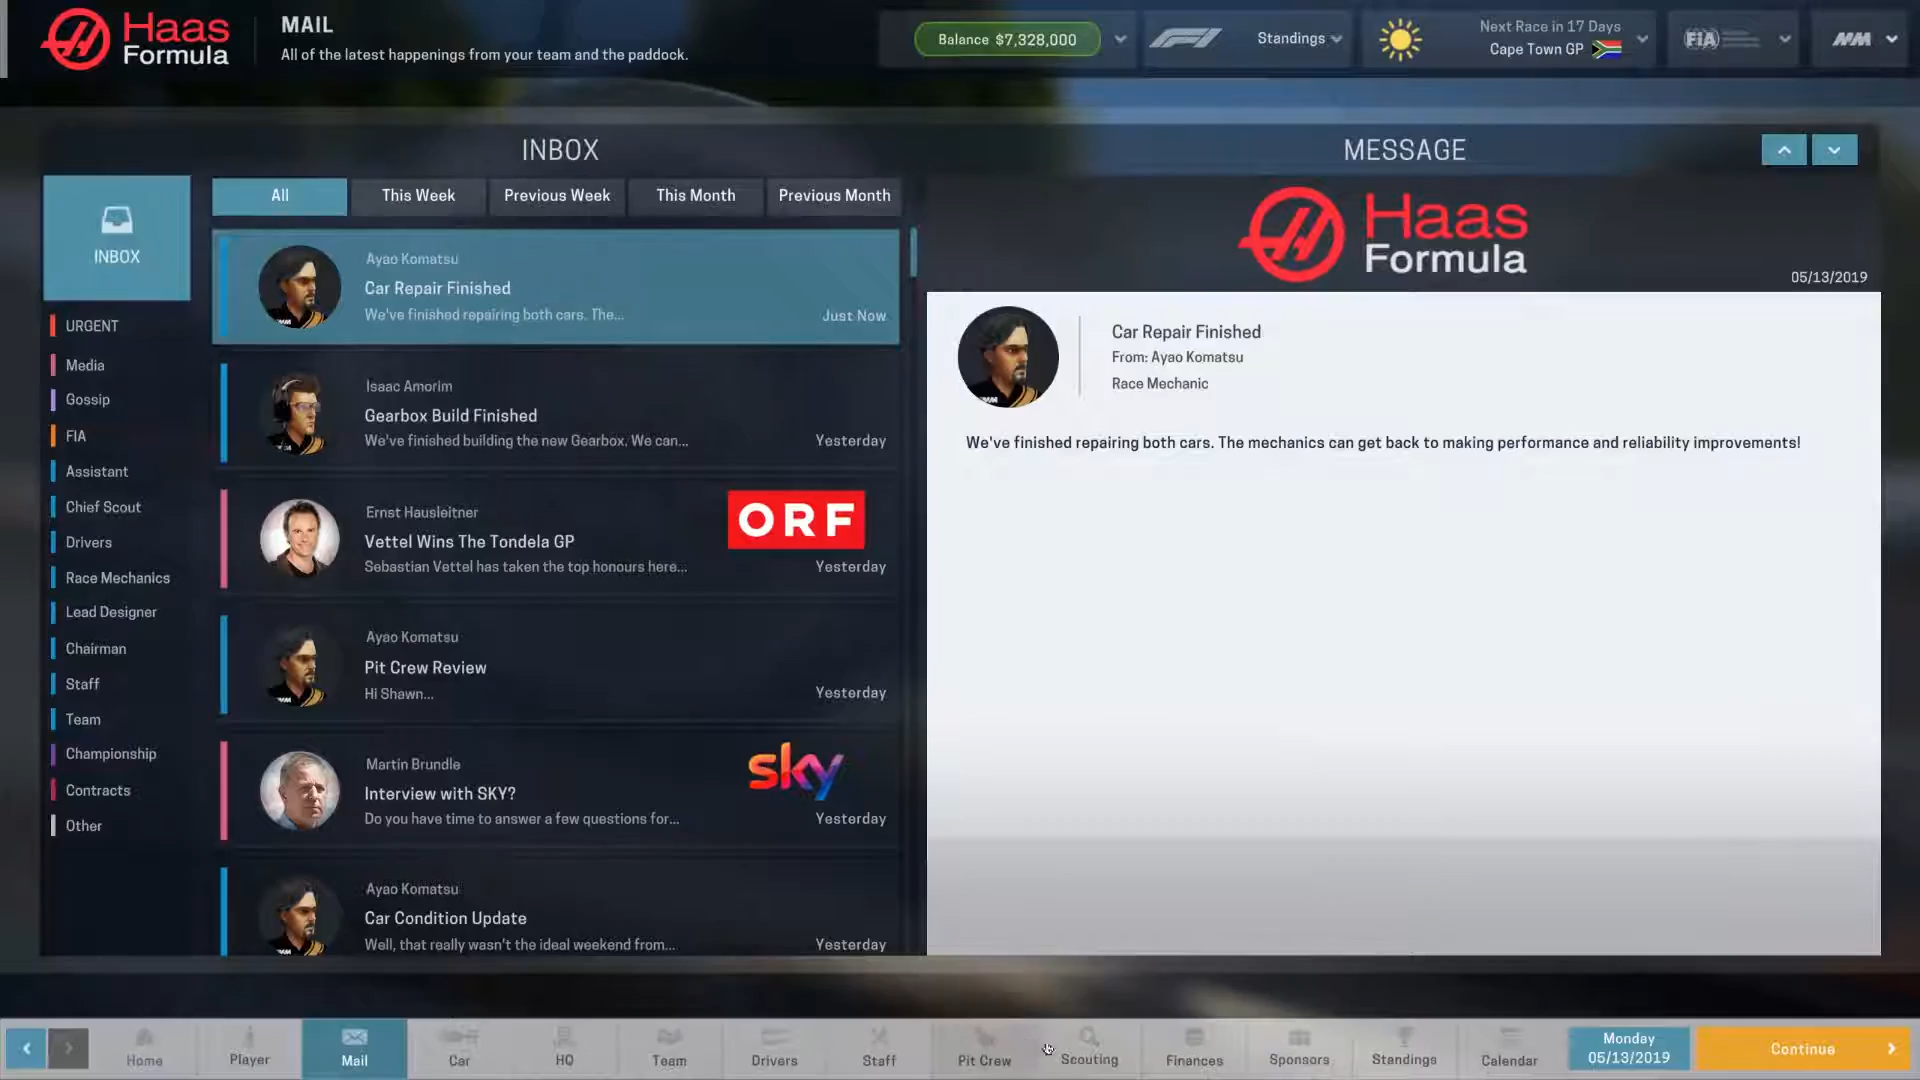 Haas
Formula
MAIL
All of the latest happenings from your team and the paddock.
Balance $7,328,000
Standings
Next Race in 17 Days
Cape Town GP
FIA
MM
INBOX
MESSAGE
INBOX
All
This Week
Previous Week
This Month
Previous Month
URGENT
Media
Gossip
FIA
Assistant
Chief Scout
Drivers
Race Mechanics
Lead Designer
Chairman
Staff
Team
Championship
Contracts
Other
Ayao Komatsu
Car Repair Finished
We've finished repairing both cars. The...
Just Now
Isaac Amorim
Gearbox Build Finished
We've finished building the new Gearbox. We can...
Yesterday
Ernst Hausleitner
ORF
Vettel Wins The Tondela GP
Sebastian Vettel has taken the top honours here...
Yesterday
Ayao Komatsu
Pit Crew Review
Hi Shawn...
Yesterday
Martin Brundle
sky
Interview with SKY?
Do you have time to answer a few questions for...
Yesterday
Ayao Komatsu
Car Condition Update
Well, that really wasn't the ideal weekend from...
Yesterday
Haas
Formula
05/13/2019
Car Repair Finished
From: Ayao Komatsu
Race Mechanic
We've finished repairing both cars. The mechanics can get back to making performance and reliability improvements!
Home
Player
Mail
Car
HQ
Team
Drivers
Staff
Pit Crew
Scouting
Finances
Sponsors
Standings
Calendar
Monday
05/13/2019
Continue